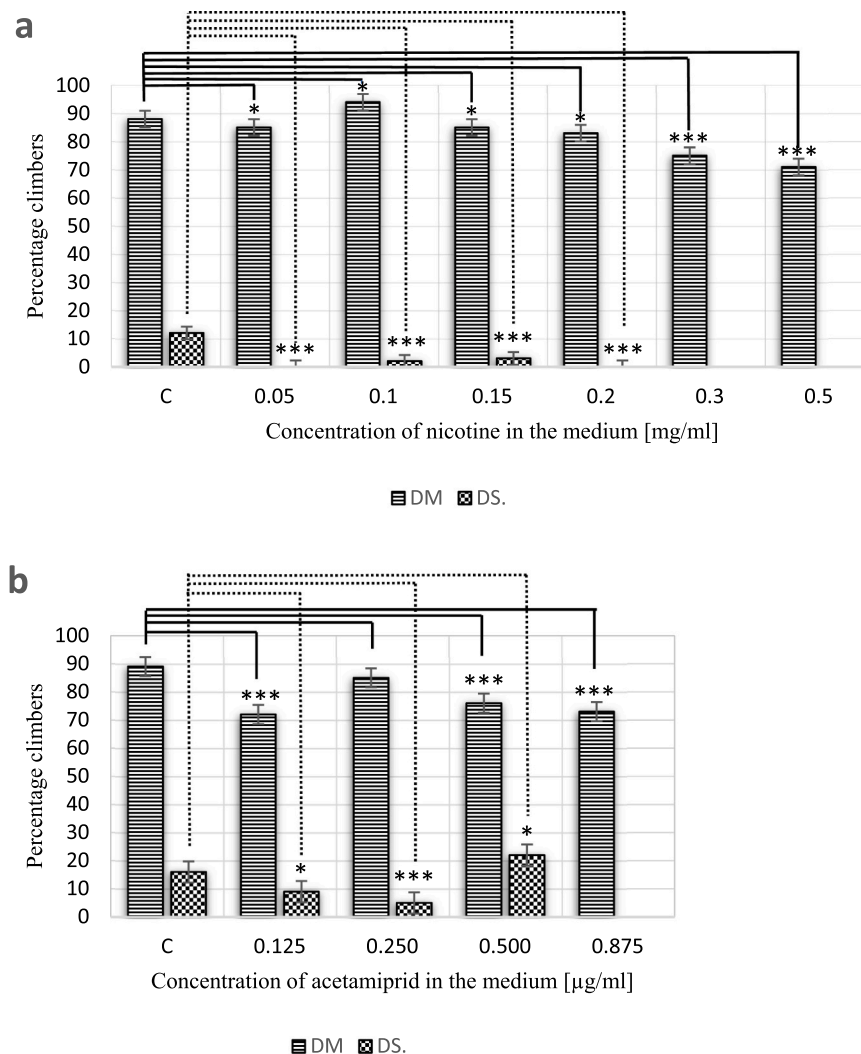 a
100
90
80
70
60
50
40
30
20
10
0
Percentage climbers
* * * * *** ***
*** *** *** ***
C 0.05 0.1 0.15 0.2 0.3 0.5
Concentration of nicotine in the medium [mg/ml]
DM DS.
b
100
90
80
70
60
50
40
30
20
10
0
Percentage climbers
*** *** ***
* *** *
C 0.125 0.250 0.500 0.875
Concentration of acetamiprid in the medium [µg/ml]
DM DS.